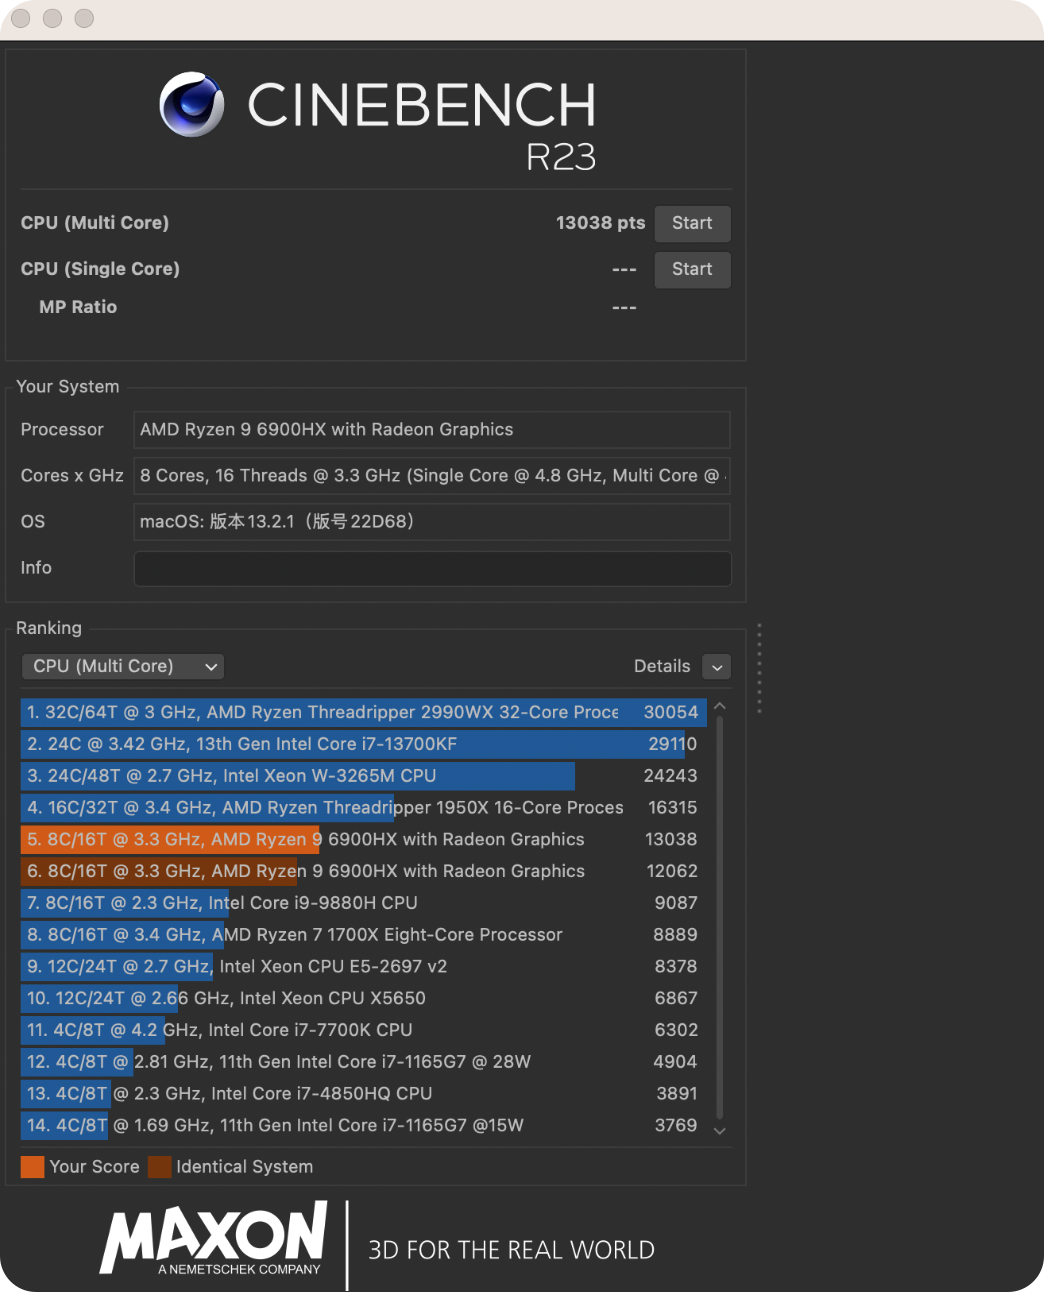 CINEBENCH
R23
CPU (Multi Core) 13038 pts Start
CPU (Single Core) --- Start
MP Ratio ---
Your System
Processor AMD Ryzen 9 6900HX with Radeon Graphics
Cores x GHz 8 Cores, 16 Threads @ 3.3 GHz (Single Core @ 4.8 GHz, Multi Core @
OS macOS: 版本 13.2.1（版号 22D68）
Info
Ranking
CPU (Multi Core) Details
1. 32C/64T @ 3 GHz, AMD Ryzen Threadripper 2990WX 32-Core Proce 30054
2. 24C @ 3.42 GHz, 13th Gen Intel Core i7-13700KF 29110
3. 24C/48T @ 2.7 GHz, Intel Xeon W-3265M CPU 24243
4. 16C/32T @ 3.4 GHz, AMD Ryzen Threadripper 1950X 16-Core Proces 16315
5. 8C/16T @ 3.3 GHz, AMD Ryzen 9 6900HX with Radeon Graphics 13038
6. 8C/16T @ 3.3 GHz, AMD Ryzen 9 6900HX with Radeon Graphics 12062
7. 8C/16T @ 2.3 GHz, Intel Core i9-9880H CPU 9087
8. 8C/16T @ 3.4 GHz, AMD Ryzen 7 1700X Eight-Core Processor 8889
9. 12C/24T @ 2.7 GHz, Intel Xeon CPU E5-2697 v2 8378
10. 12C/24T @ 2.66 GHz, Intel Xeon CPU X5650 6867
11. 4C/8T @ 4.2 GHz, Intel Core i7-7700K CPU 6302
12. 4C/8T @ 2.81 GHz, 11th Gen Intel Core i7-1165G7 @ 28W 4904
13. 4C/8T @ 2.3 GHz, Intel Core i7-4850HQ CPU 3891
14. 4C/8T @ 1.69 GHz, 11th Gen Intel Core i7-1165G7 @15W 3769
Your Score Identical System
MAXON
A NEMETSCHEK COMPANY
3D FOR THE REAL WORLD